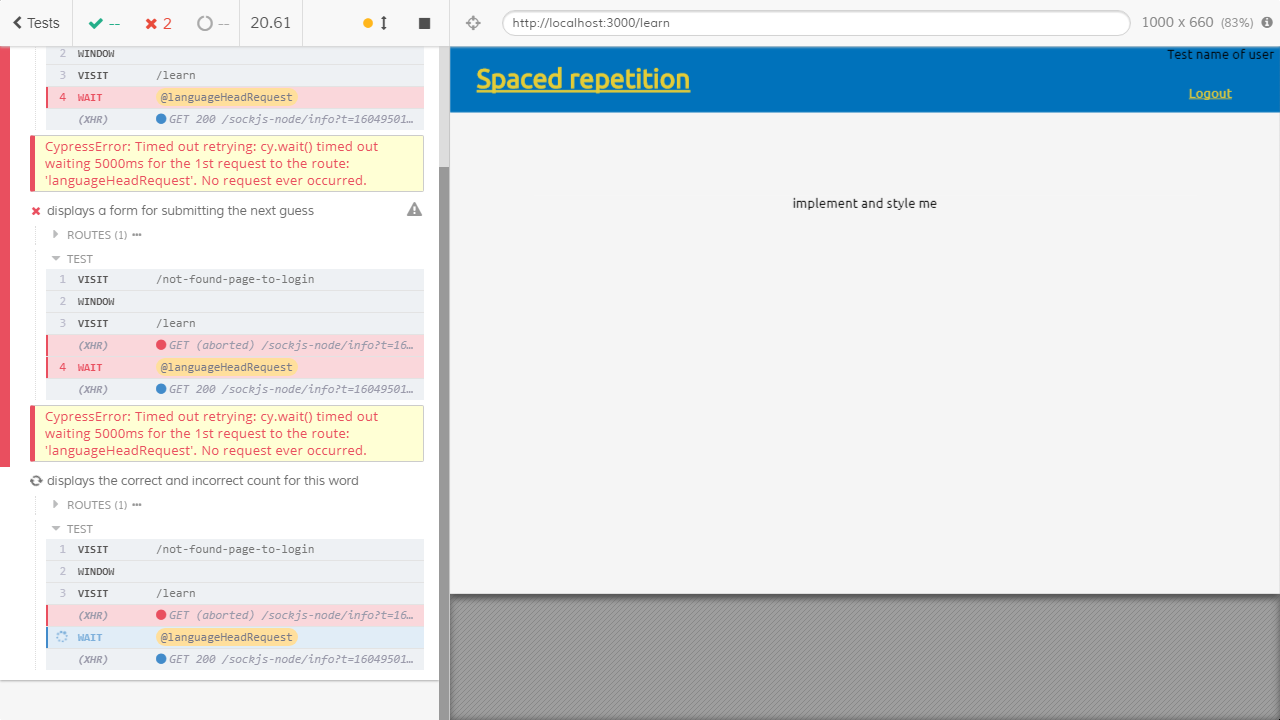 Tests
--
2
--
20.61
http://localhost:3000/learn
1000 x 660 (83%)
2 WINDOW
3 VISIT /learn
4 WAIT @languageHeadRequest
(XHR) GET 200 /sockjs-node/info?t=16049501…
CypressError: Timed out retrying: cy.wait() timed out
waiting 5000ms for the 1st request to the route:
'languageHeadRequest'. No request ever occurred.
displays a form for submitting the next guess
ROUTES (1)
TEST
1 VISIT /not-found-page-to-login
2 WINDOW
3 VISIT /learn
(XHR) GET (aborted) /sockjs-node/info?t=16…
4 WAIT @languageHeadRequest
(XHR) GET 200 /sockjs-node/info?t=16049501…
CypressError: Timed out retrying: cy.wait() timed out
waiting 5000ms for the 1st request to the route:
'languageHeadRequest'. No request ever occurred.
displays the correct and incorrect count for this word
ROUTES (1)
TEST
1 VISIT /not-found-page-to-login
2 WINDOW
3 VISIT /learn
(XHR) GET (aborted) /sockjs-node/info?t=16…
WAIT @languageHeadRequest
(XHR) GET 200 /sockjs-node/info?t=16049501…
Test name of user
Spaced repetition
Logout
implement and style me